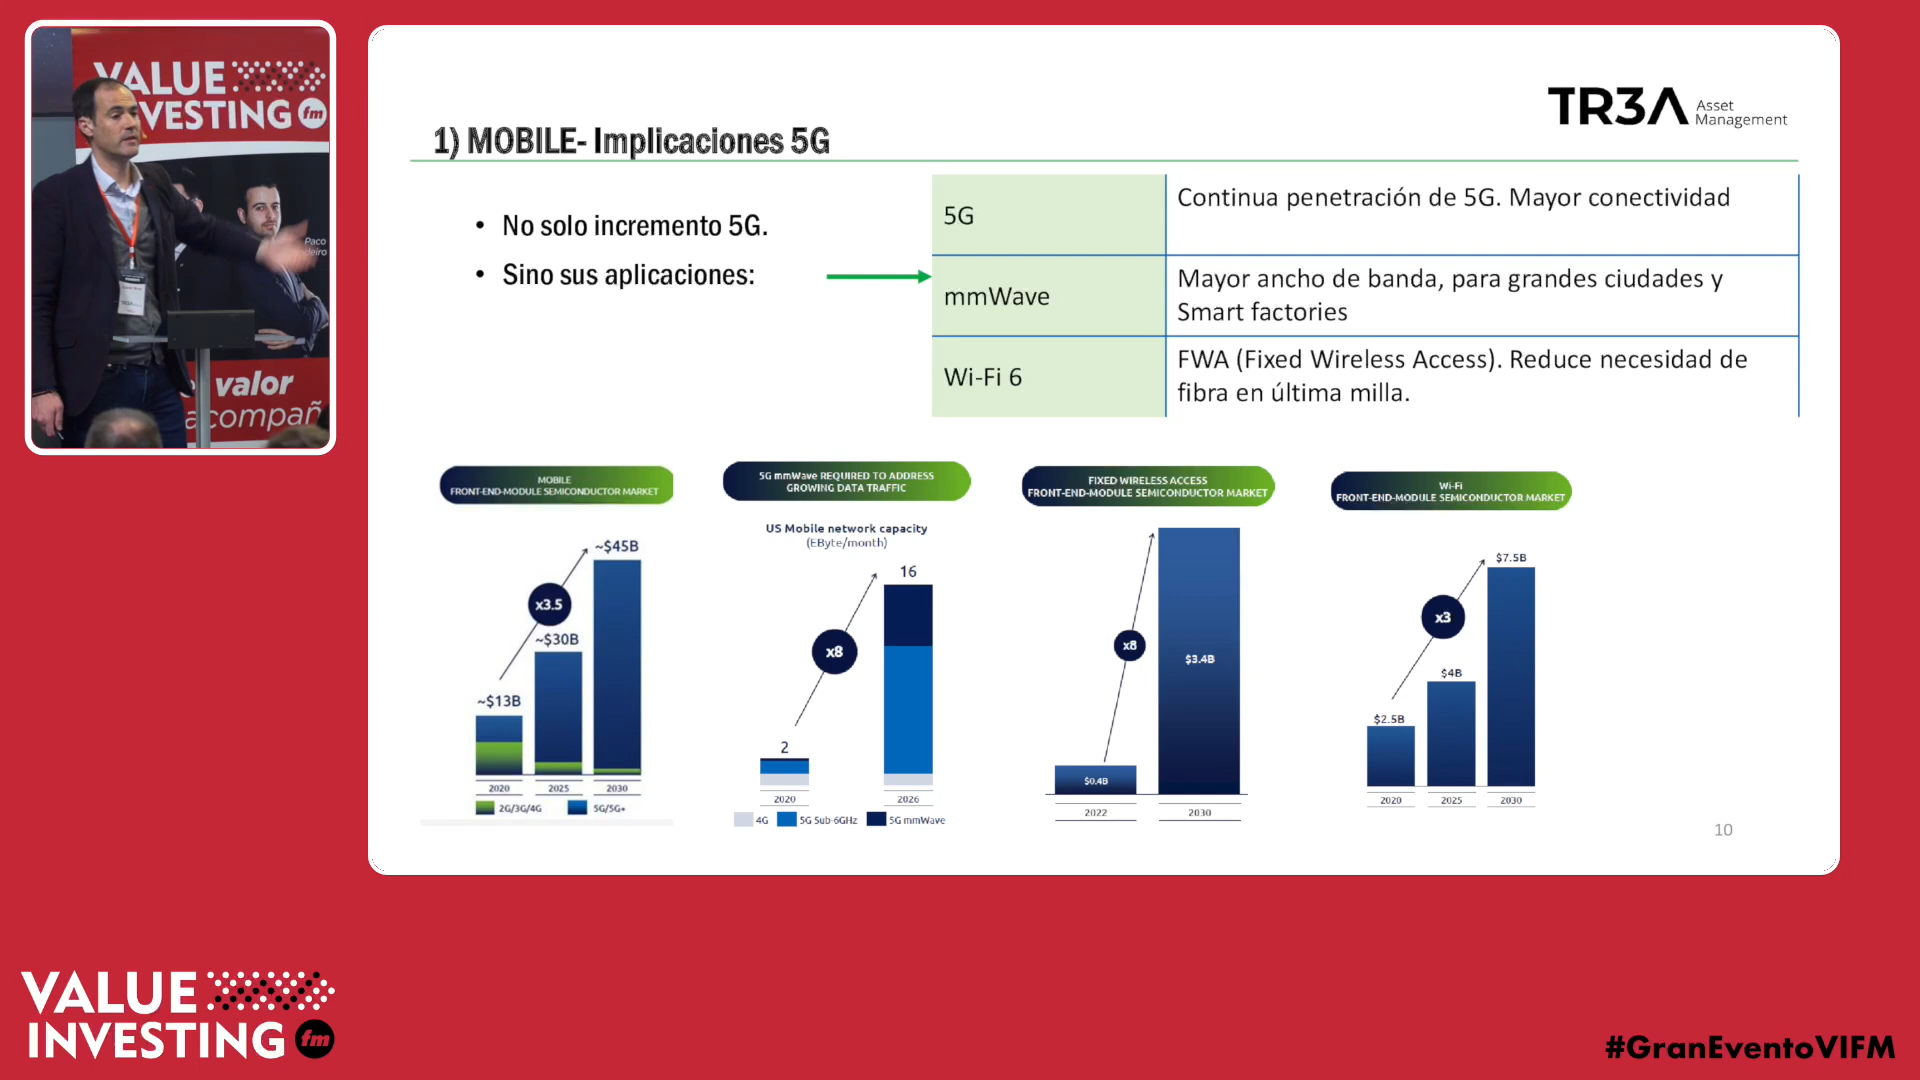 VALUE
INVESTING fm
Paco
deiro
valor
acompañ
TR3A Asset
Management
1) MOBILE- Implicaciones 5G
• No solo incremento 5G.
• Sino sus aplicaciones:
5G
Continua penetración de 5G. Mayor conectividad
mmWave
Mayor ancho de banda, para grandes ciudades y
Smart factories
Wi-Fi 6
FWA (Fixed Wireless Access). Reduce necesidad de
fibra en última milla.
MOBILE
FRONT-END-MODULE SEMICONDUCTOR MARKET
~$45B
x3.5
~$30B
~$13B
2020 2025 2030
2G/3G/4G 5G/5G+
5G mmWave REQUIRED TO ADDRESS
GROWING DATA TRAFFIC
US Mobile network capacity
(EByte/month)
16
x8
2
2020 2026
4G 5G Sub-6GHz 5G mmWave
FIXED WIRELESS ACCESS
FRONT-END-MODULE SEMICONDUCTOR MARKET
x8
$3.4B
$0.4B
2022 2030
Wi-Fi
FRONT-END-MODULE SEMICONDUCTOR MARKET
$7.5B
x3
$4B
$2.5B
2020 2025 2030
10
VALUE
INVESTING fm
#GranEventoVIFM